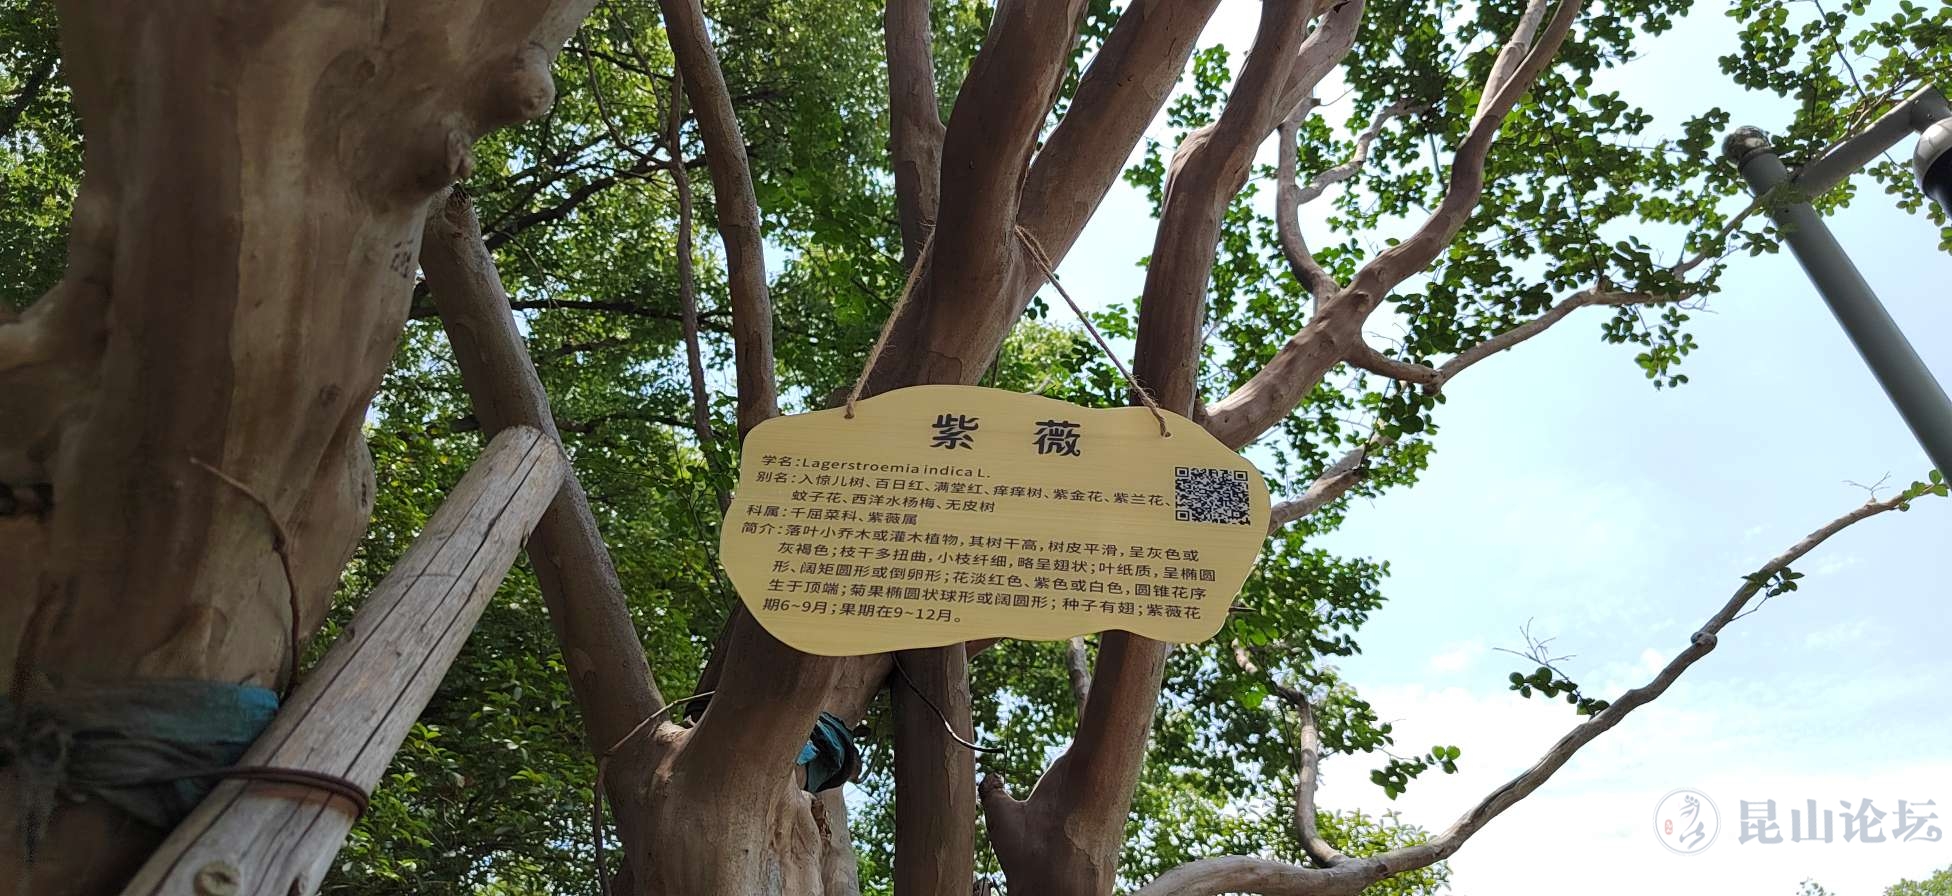 紫薇
学名：Lagerstroemia indica L.
别名：入惊儿树、百日红、满堂红、痒痒树、紫金花、紫兰花、
蚊子花、西洋水杨梅、无皮树
科属：千屈菜科、紫薇属
简介：落叶小乔木或灌木植物，其树干高，树皮平滑，呈灰色或
灰褐色；枝干多扭曲，小枝纤细，略呈翅状；叶纸质，呈椭圆
形、阔矩圆形或倒卵形；花淡红色、紫色或白色，圆锥花序
生于顶端；菊果椭圆状球形或阔圆形；种子有翅；紫薇花
期6~9月；果期在9~12月。
昆山论坛